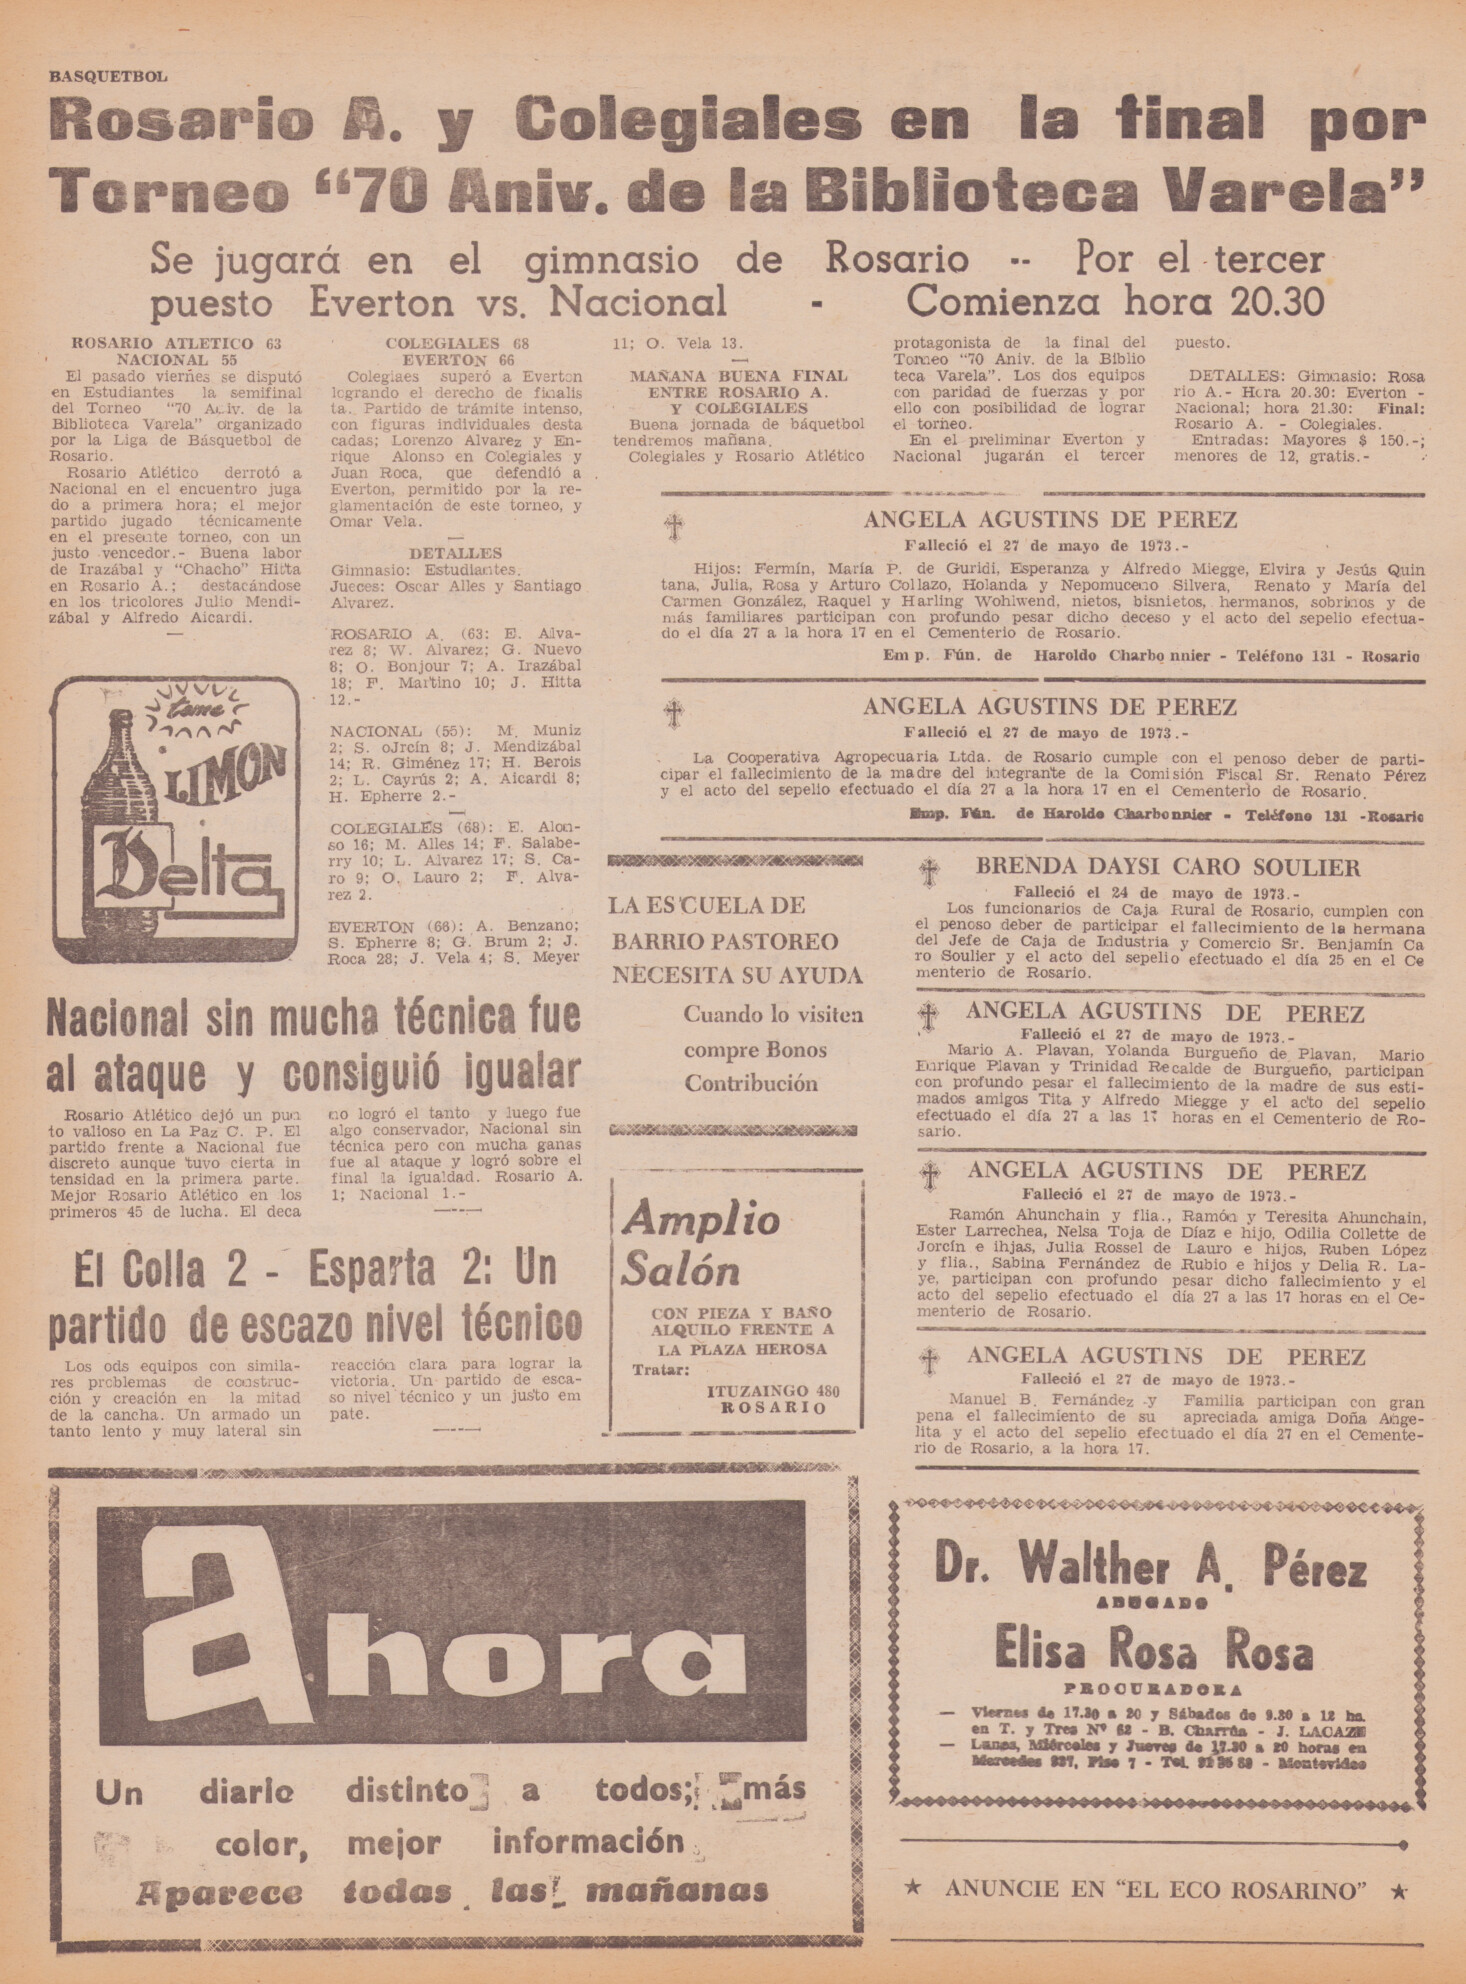 BASQUETBOL
Rosario A. y Colegiales en la final por
Torneo “70 Aniv. de la Biblioteca Varela”
Se jugará en el gimnasio de Rosario -- Por el tercer
puesto Everton vs. Nacional - Comienza hora 20.30
ROSARIO ATLETICO 63
NACIONAL 55
El pasado viernes se disputó
en Estudiantes la semifinal
del Torneo “70 Aniv. de la
Biblioteca Varela” organizado
por la Liga de Básquetbol de
Rosario.
Rosario Atlético derrotó a
Nacional en el encuentro juga
do a primera hora; el mejor
partido jugado técnicamente
en el presente torneo, con un
justo vencedor.- Buena labor
de Irazábal y “Chacho” Hitta
en Rosario A.; destacándose
en los tricolores Julio Mendi-
zábal y Alfredo Aicardi.
tome
LIMON
Delta
COLEGIALES 68
EVERTON 66
Colegiaes superó a Everton
logrando el derecho de finalis
ta. Partido de trámite intenso,
con figuras individuales desta
cadas; Lorenzo Alvarez y En-
rique Alonso en Colegiales y
Juan Roca, que defendió a
Everton, permitido por la re-
glamentación de este torneo, y
Omar Vela.
DETALLES
Gimnasio: Estudiantes.
Jueces: Oscar Alles y Santiago
Alvarez.
ROSARIO A. (63: E. Alva-
rez 8; W. Alvarez; G. Nuevo
8; O. Bonjour 7; A. Irazábal
18; F. Martino 10; J. Hitta
12.-
NACIONAL (55): M. Muniz
2; S. oJrcín 8; J. Mendizábal
14; R. Giménez 17; H. Berois
2; L. Cayrús 2; A. Aicardi 8;
H. Epherre 2.-
COLEGIALES (68): E. Alon-
so 16; M. Alles 14; F. Salabe-
rry 10; L. Alvarez 17; S. Ca-
ro 9; O. Lauro 2; F. Alva-
rez 2.
EVERTON (66): A. Benzano;
S. Epherre 8; G. Brum 2; J.
Roca 28; J. Vela 4; S. Meyer
11; O. Vela 13.
MAÑANA BUENA FINAL
ENTRE ROSARIO A.
Y COLEGIALES
Buena jornada de báquetbol
tendremos mañana.
Colegiales y Rosario Atlético
protagonista de la final del
Torneo “70 Aniv. de la Biblio
teca Varela”. Los dos equipos
con paridad de fuerzas y por
ello con posibilidad de lograr
el torneo.
En el preliminar Everton y
Nacional jugarán el tercer
puesto.
DETALLES: Gimnasio: Rosa
rio A.- Hora 20.30: Everton -
Nacional; hora 21.30: Final:
Rosario A. - Colegiales.
Entradas: Mayores $ 150.-;
menores de 12, gratis.-
ANGELA AGUSTINS DE PEREZ
Falleció el 27 de mayo de 1973.-
Hijos: Fermín, María P. de Guridi, Esperanza y Alfredo Miegge, Elvira y Jesús Quin
tana, Julia, Rosa y Arturo Collazo, Holanda y Nepomuceno Silvera, Renato y María del
Carmen González, Raquel y Harling Wohlwend, nietos, bisnietos, hermanos, sobrinos y de
más familiares participan con profundo pesar dicho deceso y el acto del sepelio efectua-
do el día 27 a la hora 17 en el Cementerio de Rosario.
Em p. Fún. de Haroldo Charbonnier - Teléfono 131 - Rosario
ANGELA AGUSTINS DE PEREZ
Falleció el 27 de mayo de 1973.-
La Cooperativa Agropecuaria Ltda. de Rosario cumple con el penoso deber de parti-
cipar el fallecimiento de la madre del integrante de la Comisión Fiscal Sr. Renato Pérez
y el acto del sepelio efectuado el día 27 a la hora 17 en el Cementerio de Rosario.
Emp. Fún. de Haroldo Charbonnier - Teléfono 131 -Rosario
LA ESCUELA DE
BARRIO PASTOREO
NECESITA SU AYUDA
Cuando lo visiten
compre Bonos
Contribución
BRENDA DAYSI CARO SOULIER
Falleció el 24 de mayo de 1973.-
Los funcionarios de Caja Rural de Rosario, cumplen con
el penoso deber de participar el fallecimiento de la hermana
del Jefe de Caja de Industria y Comercio Sr. Benjamín Ca
ro Soulier y el acto del sepelio efectuado el día 25 en el Ce
menterio de Rosario.
ANGELA AGUSTINS DE PEREZ
Falleció el 27 de mayo de 1973.-
Mario A. Plavan, Yolanda Burgueño de Plavan, Mario
Enrique Plavan y Trinidad Recalde de Burgueño, participan
con profundo pesar el fallecimiento de la madre de sus esti-
mados amigos Tita y Alfredo Miegge y el acto del sepelio
efectuado el día 27 a las 17 horas en el Cementerio de Ro-
sario.
ANGELA AGUSTINS DE PEREZ
Falleció el 27 de mayo de 1973.-
Ramón Ahunchain y flia., Ramón y Teresita Ahunchain,
Ester Larrechea, Nelsa Toja de Díaz e hijo, Odilia Collette de
Jorcín e ihjas, Julia Rossel de Lauro e hijos, Ruben López
y flia., Sabina Fernández de Rubio e hijos y Delia R. La-
ye, participan con profundo pesar dicho fallecimiento y el
acto del sepelio efectuado el día 27 a las 17 horas en el Ce-
menterio de Rosario.
ANGELA AGUSTINS DE PEREZ
Falleció el 27 de mayo de 1973.-
Manuel B. Fernández y Familia participan con gran
pena el fallecimiento de su apreciada amiga Doña Ange-
lita y el acto del sepelio efectuado el día 27 en el Cemente-
rio de Rosario, a la hora 17.
Nacional sin mucha técnica fue
al ataque y consiguió igualar
Rosario Atlético dejó un pun
to valioso en La Paz C. P. El
partido frente a Nacional fue
discreto aunque tuvo cierta in
tensidad en la primera parte.
Mejor Rosario Atlético en los
primeros 45 de lucha. El deca
no logró el tanto y luego fue
algo conservador, Nacional sin
técnica pero con mucha ganas
fue al ataque y logró sobre el
final la igualdad. Rosario A.
1; Nacional 1.-
El Colla 2 - Esparta 2: Un
partido de escazo nivel técnico
Los ods equipos con simila-
res problemas de construc-
ción y creación en la mitad
de la cancha. Un armado un
tanto lento y muy lateral sin
reacción clara para lograr la
victoria. Un partido de esca-
so nivel técnico y un justo em
pate.
Amplio
Salón
CON PIEZA Y BAÑO
ALQUILO FRENTE A
LA PLAZA HEROSA
Tratar:
ITUZAINGO 480
ROSARIO
Ahora
Un diario distinto a todos; más
color, mejor información
Aparece todas las mañanas
Dr. Walther A. Pérez
ABOGADO
Elisa Rosa Rosa
PROCURADORA
— Viernes de 17.30 a 20 y Sábados de 9.30 a 12 hs.
en T. y Tres Nº 62 - B. Charrúa - J. LACAZE
— Lunes, Miércoles y Jueves de 17.30 a 20 horas en
Mercedes 937, Piso 7 - Tel. - Montevideo
★ ANUNCIE EN “EL ECO ROSARINO” ★